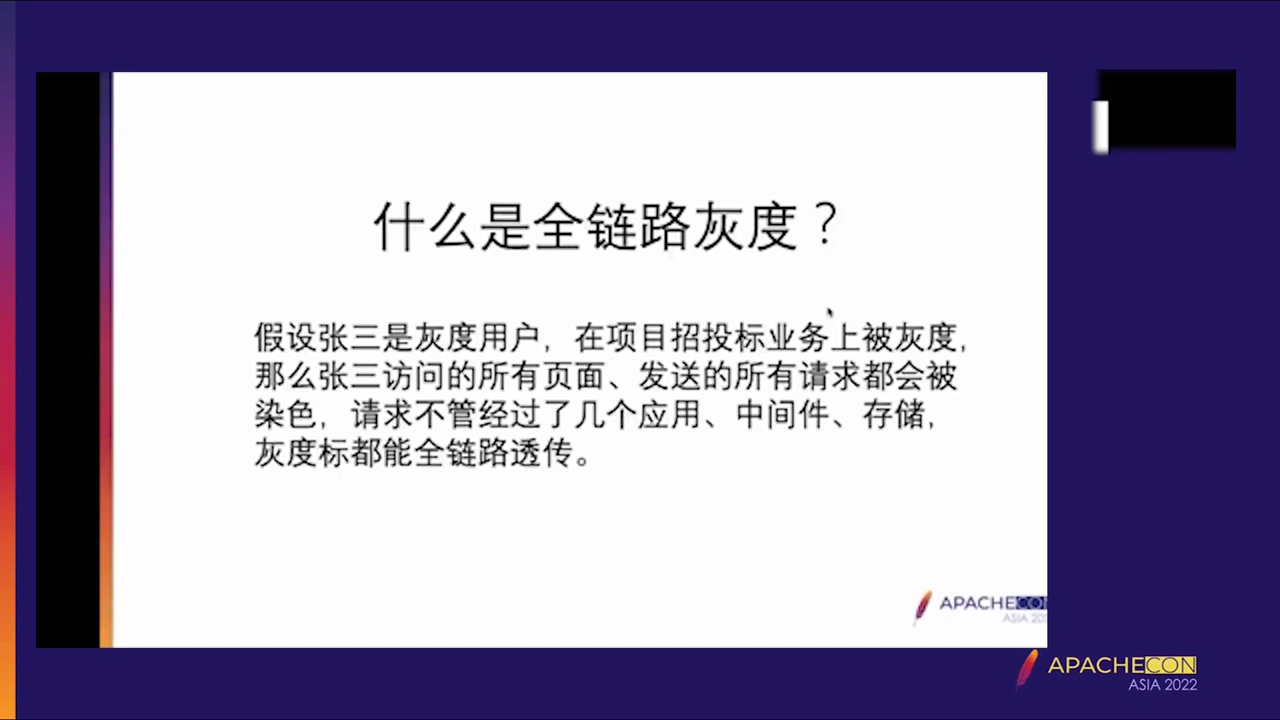 什么是全链路灰度？
假设张三是灰度用户，在项目招投标业务上被灰度，
那么张三访问的所有页面、发送的所有请求都会被
染色，请求不管经过了几个应用、中间件、存储，
灰度标都能全链路透传。
APACHECON
ASIA 202
APACHECON
ASIA 2022